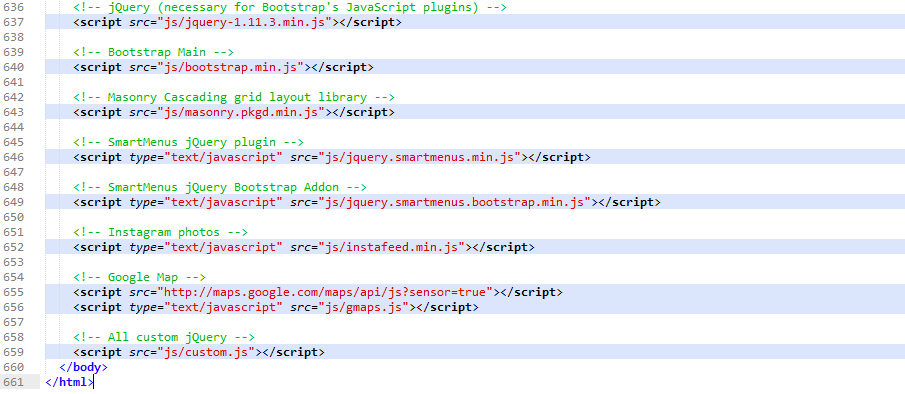 636 <!-- jQuery (necessary for Bootstrap's JavaScript plugins) -->
637 <script src="js/jquery-1.11.3.min.js"></script>
638
639 <!-- Bootstrap Main -->
640 <script src="js/bootstrap.min.js"></script>
641
642 <!-- Masonry Cascading grid layout library -->
643 <script src="js/masonry.pkgd.min.js"></script>
644
645 <!-- SmartMenus jQuery plugin -->
646 <script type="text/javascript" src="js/jquery.smartmenus.min.js"></script>
647
648 <!-- SmartMenus jQuery Bootstrap Addon -->
649 <script type="text/javascript" src="js/jquery.smartmenus.bootstrap.min.js"></script>
650
651 <!-- Instagram photos -->
652 <script type="text/javascript" src="js/instafeed.min.js"></script>
653
654 <!-- Google Map -->
655 <script src="http://maps.google.com/maps/api/js?sensor=true"></script>
656 <script type="text/javascript" src="js/gmaps.js"></script>
657
658 <!-- All custom jQuery -->
659 <script src="js/custom.js"></script>
660 </body>
661 </html>